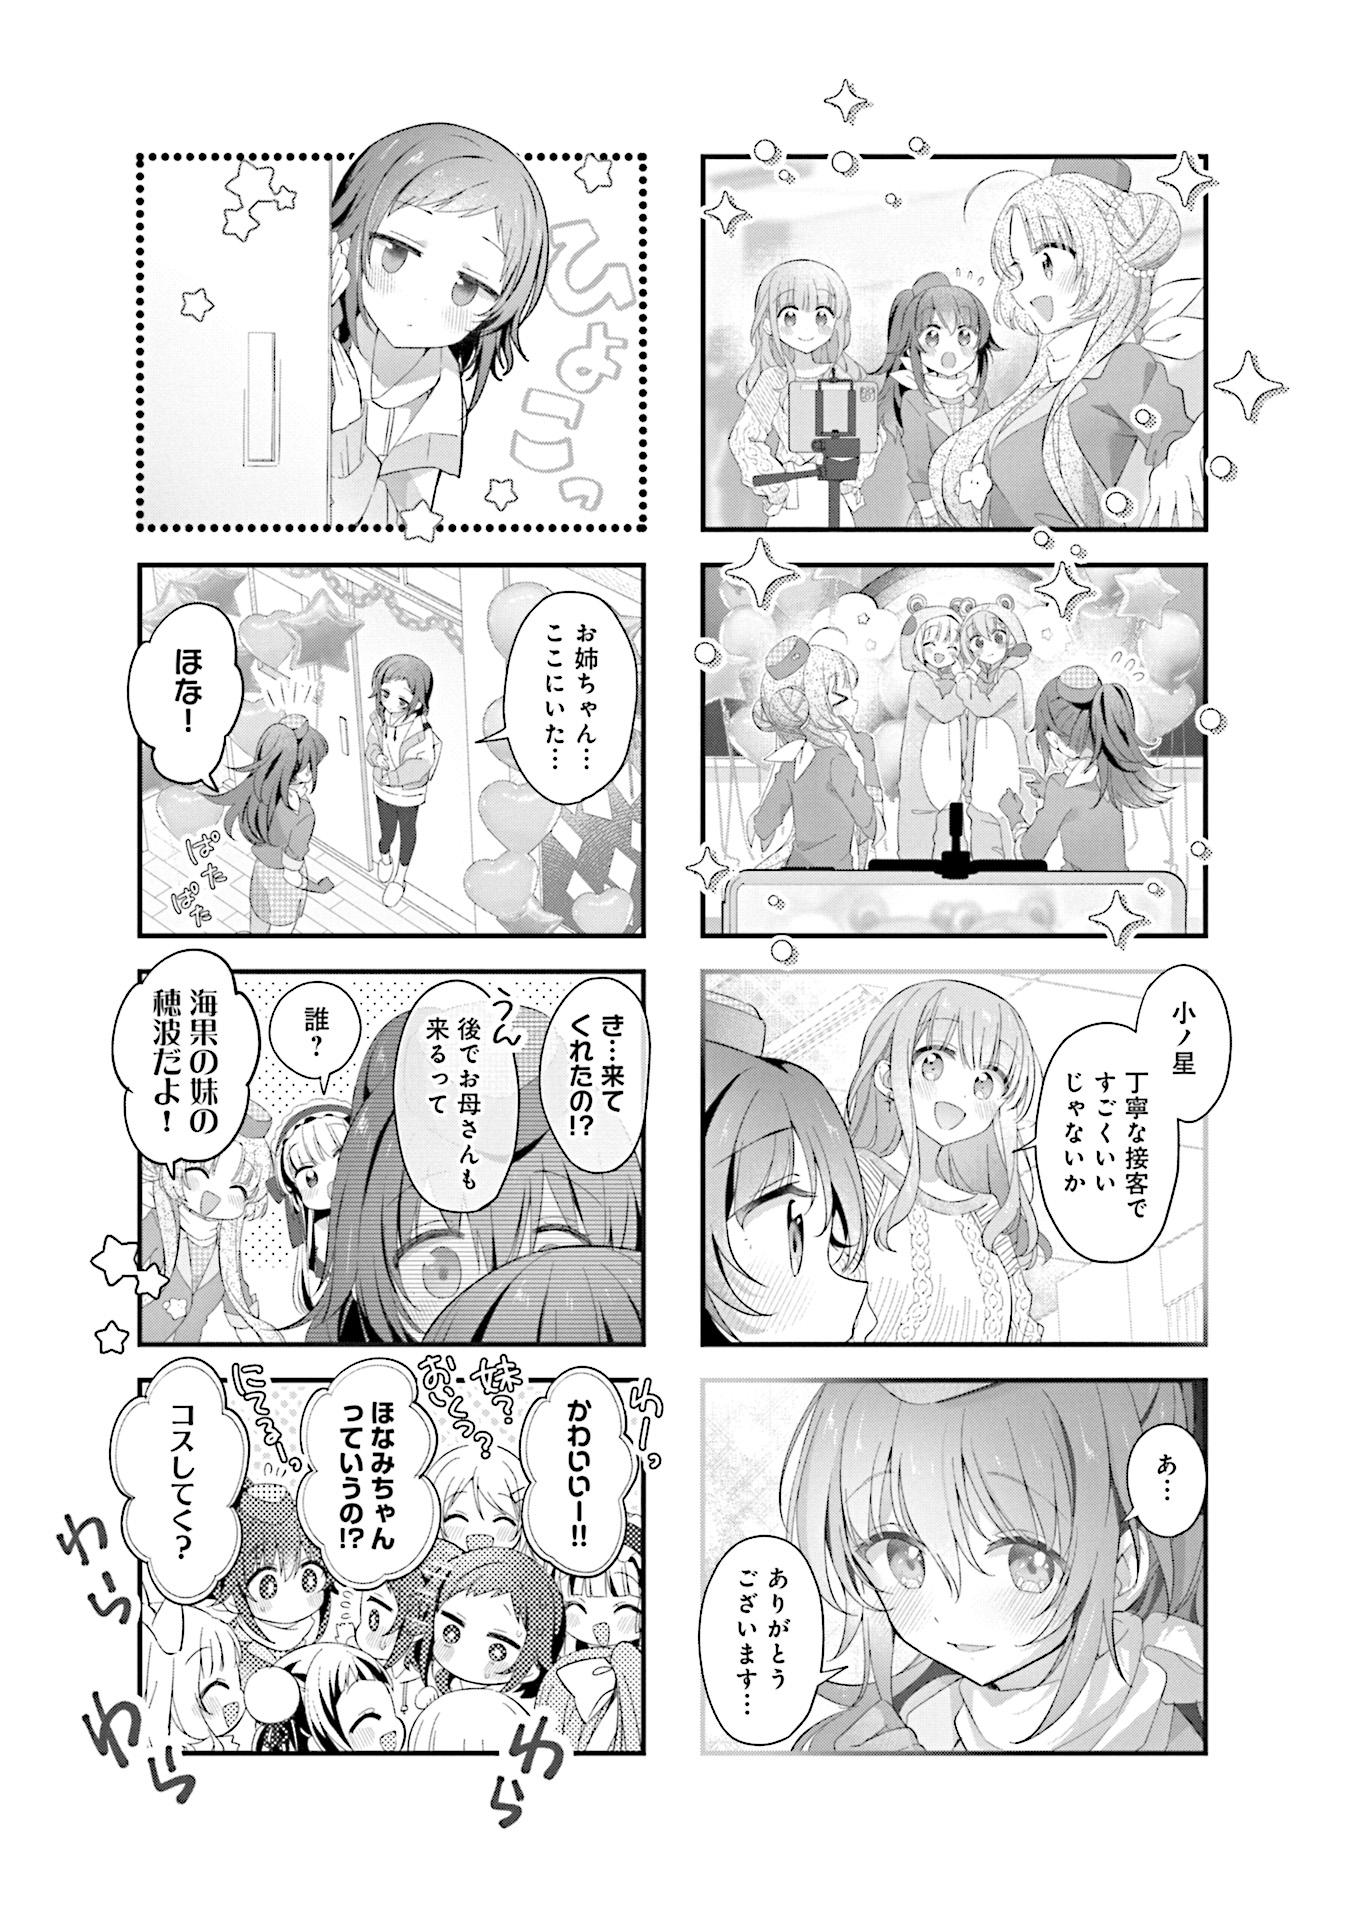 小ノ星
丁寧な接客で
すごくいい
じゃないか
あ…
ありがとう
ございます…
ひょこっ
お姉ちゃん…
ここにいた…
ほな！
ぱた
ぱた
き…来て
くれたの!?
うん
後でお母さんも
来るって
誰？
海果の妹の
穂波だよ！
わーっ
かわいいー!!
妹？
おこくっ？
ほなみちゃん
っていうの!?
にてるーっ
コスしてく？
わら
わら
わら